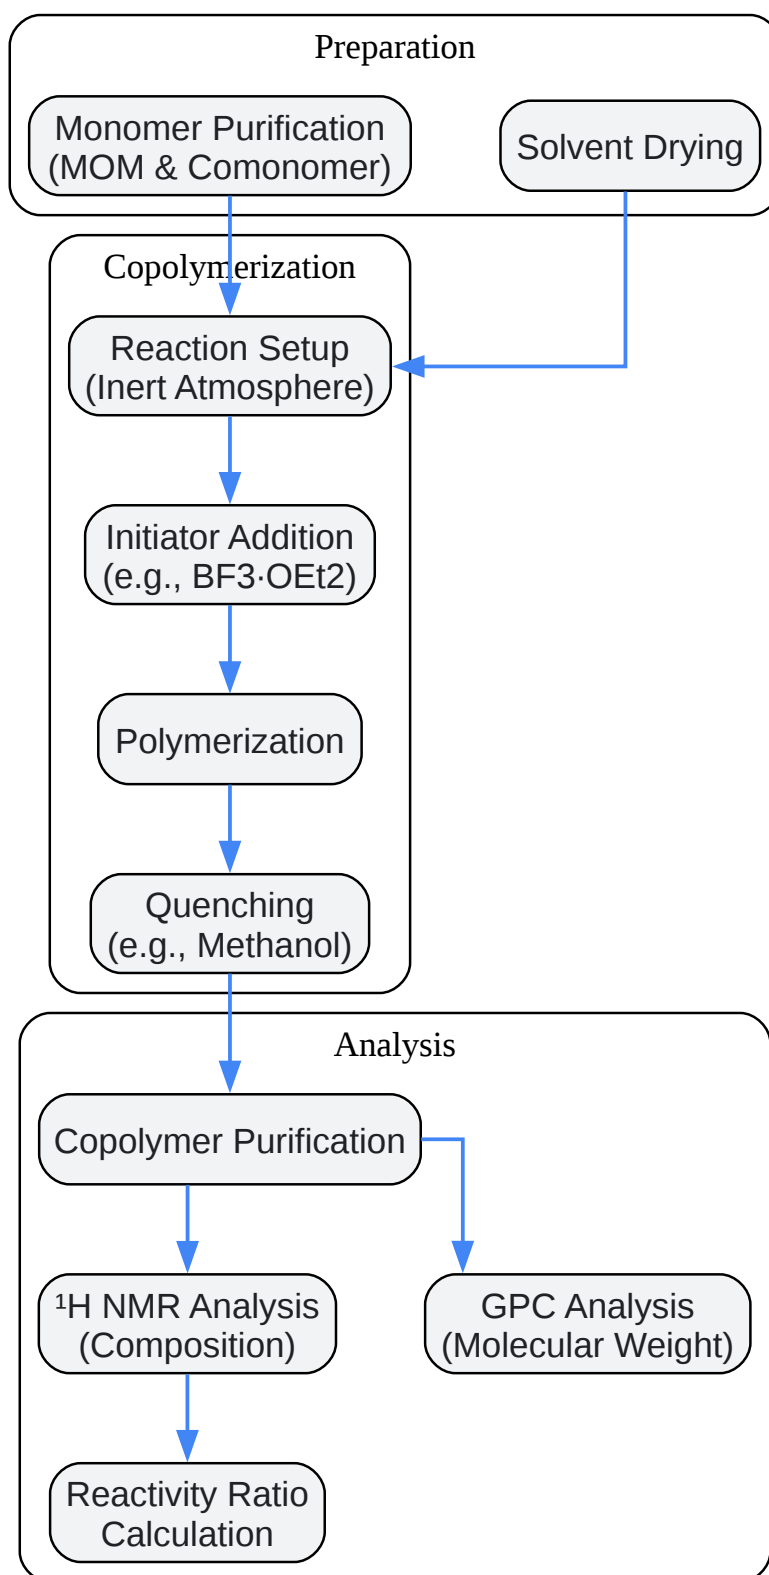 Preparation
Monomer Purification
(MOM & Comonomer)
Solvent Drying
Copolymerization
Reaction Setup
(Inert Atmosphere)
Initiator Addition
(e.g., BF3·OEt2)
Polymerization
Quenching
(e.g., Methanol)
Analysis
Copolymer Purification
¹H NMR Analysis
(Composition)
GPC Analysis
(Molecular Weight)
Reactivity Ratio
Calculation